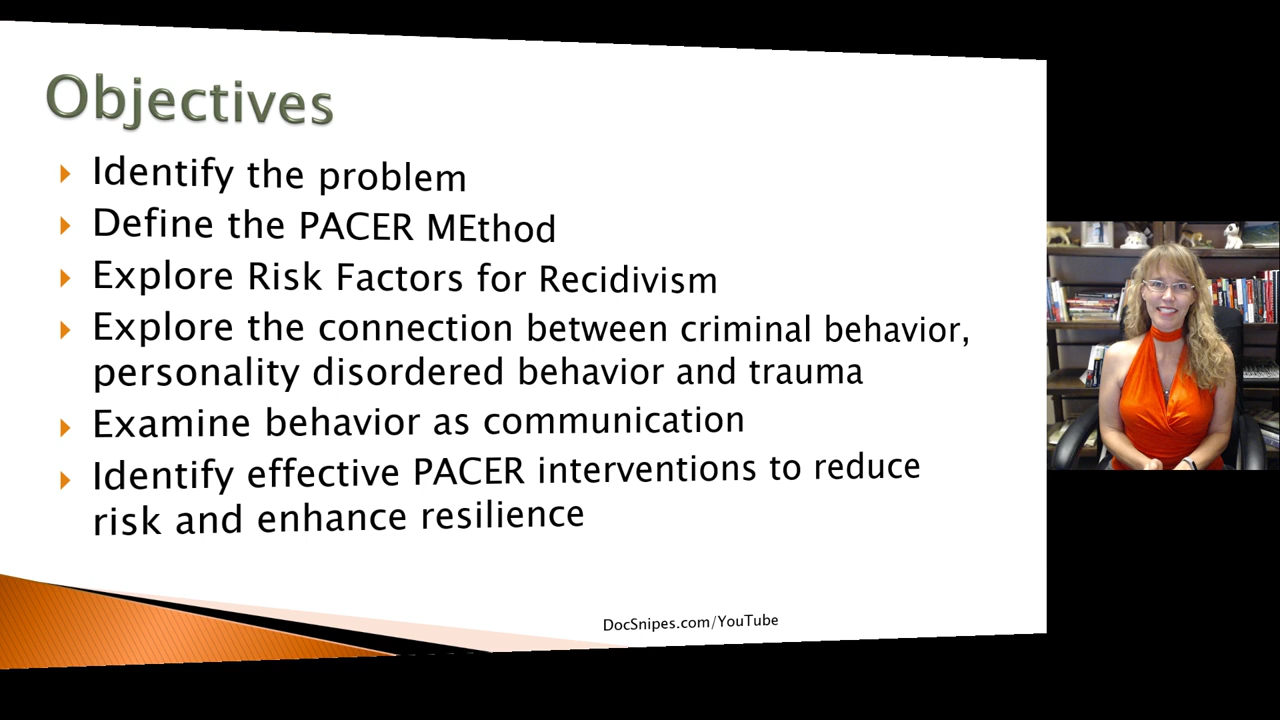 Objectives
Identify the problem
Define the PACER MEthod
Explore Risk Factors for Recidivism
Explore the connection between criminal behavior,
personality disordered behavior and trauma
Examine behavior as communication
Identify effective PACER interventions to reduce
risk and enhance resilience
DocSnipes.com/YouTube